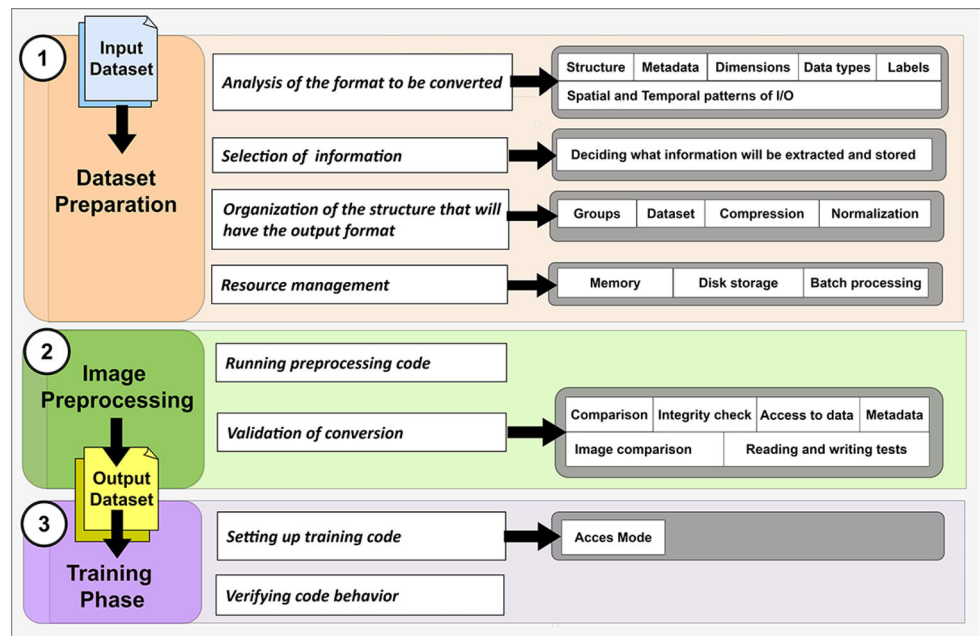 1
Input
Dataset
Dataset
Preparation
Analysis of the format to be converted
Structure Metadata Dimensions Data types Labels
Spatial and Temporal patterns of I/O
Selection of information
Deciding what information will be extracted and stored
Organization of the structure that will
have the output format
Groups Dataset Compression Normalization
Resource management
Memory Disk storage Batch processing
2
Image
Preprocessing
Running preprocessing code
Validation of conversion
Comparison Integrity check Access to data Metadata
Image comparison Reading and writing tests
Output
Dataset
3
Training
Phase
Setting up training code
Acces Mode
Verifying code behavior